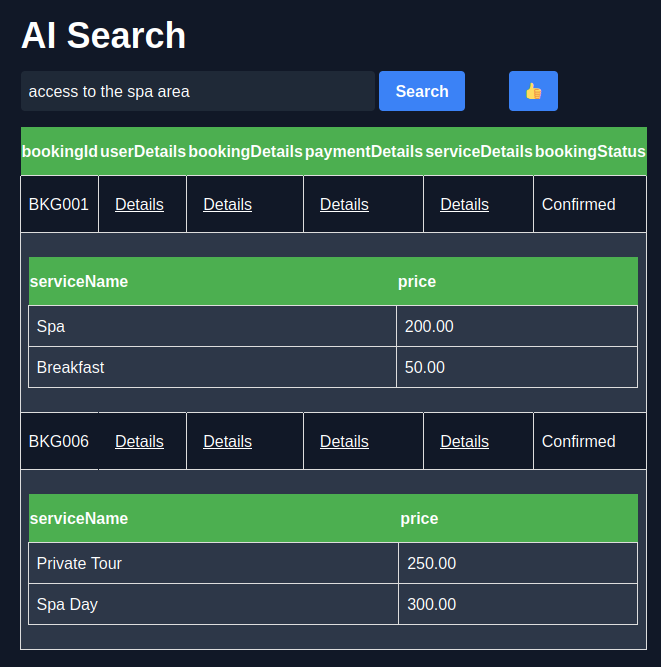 AI Search
access to the spa area Search 👍
bookingId userDetails bookingDetails paymentDetails serviceDetails bookingStatus
BKG001 Details Details Details Details Confirmed
serviceName price
Spa 200.00
Breakfast 50.00
BKG006 Details Details Details Details Confirmed
serviceName price
Private Tour 250.00
Spa Day 300.00